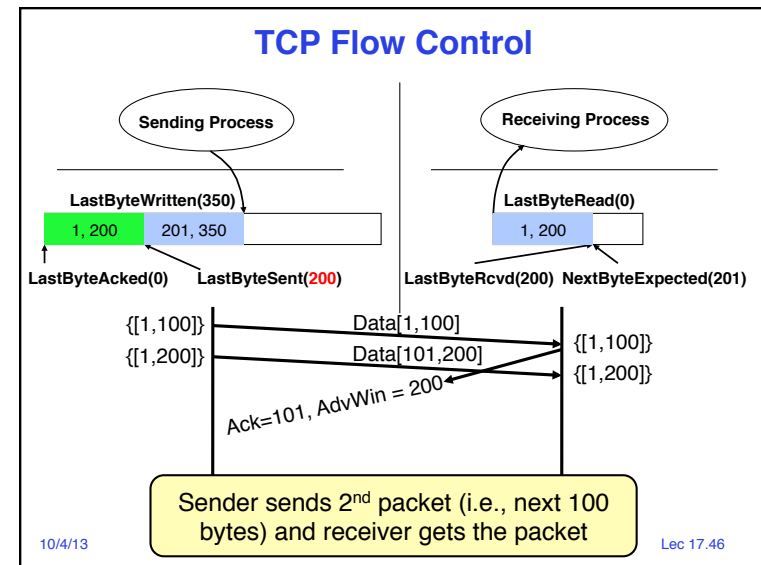 TCP Flow Control
Sending Process
Receiving Process
LastByteWritten(350)
LastByteRead(0)
1, 200
201, 350
1, 200
LastByteAcked(0)
LastByteSent(200)
LastByteRcvd(200)
NextByteExpected(201)
{[1,100]}
Data[1,100]
{[1,100]}
{[1,200]}
Data[101,200]
{[1,200]}
Ack=101, AdvWin = 200
Sender sends 2nd packet (i.e., next 100
bytes) and receiver gets the packet
10/4/13
Lec 17.46